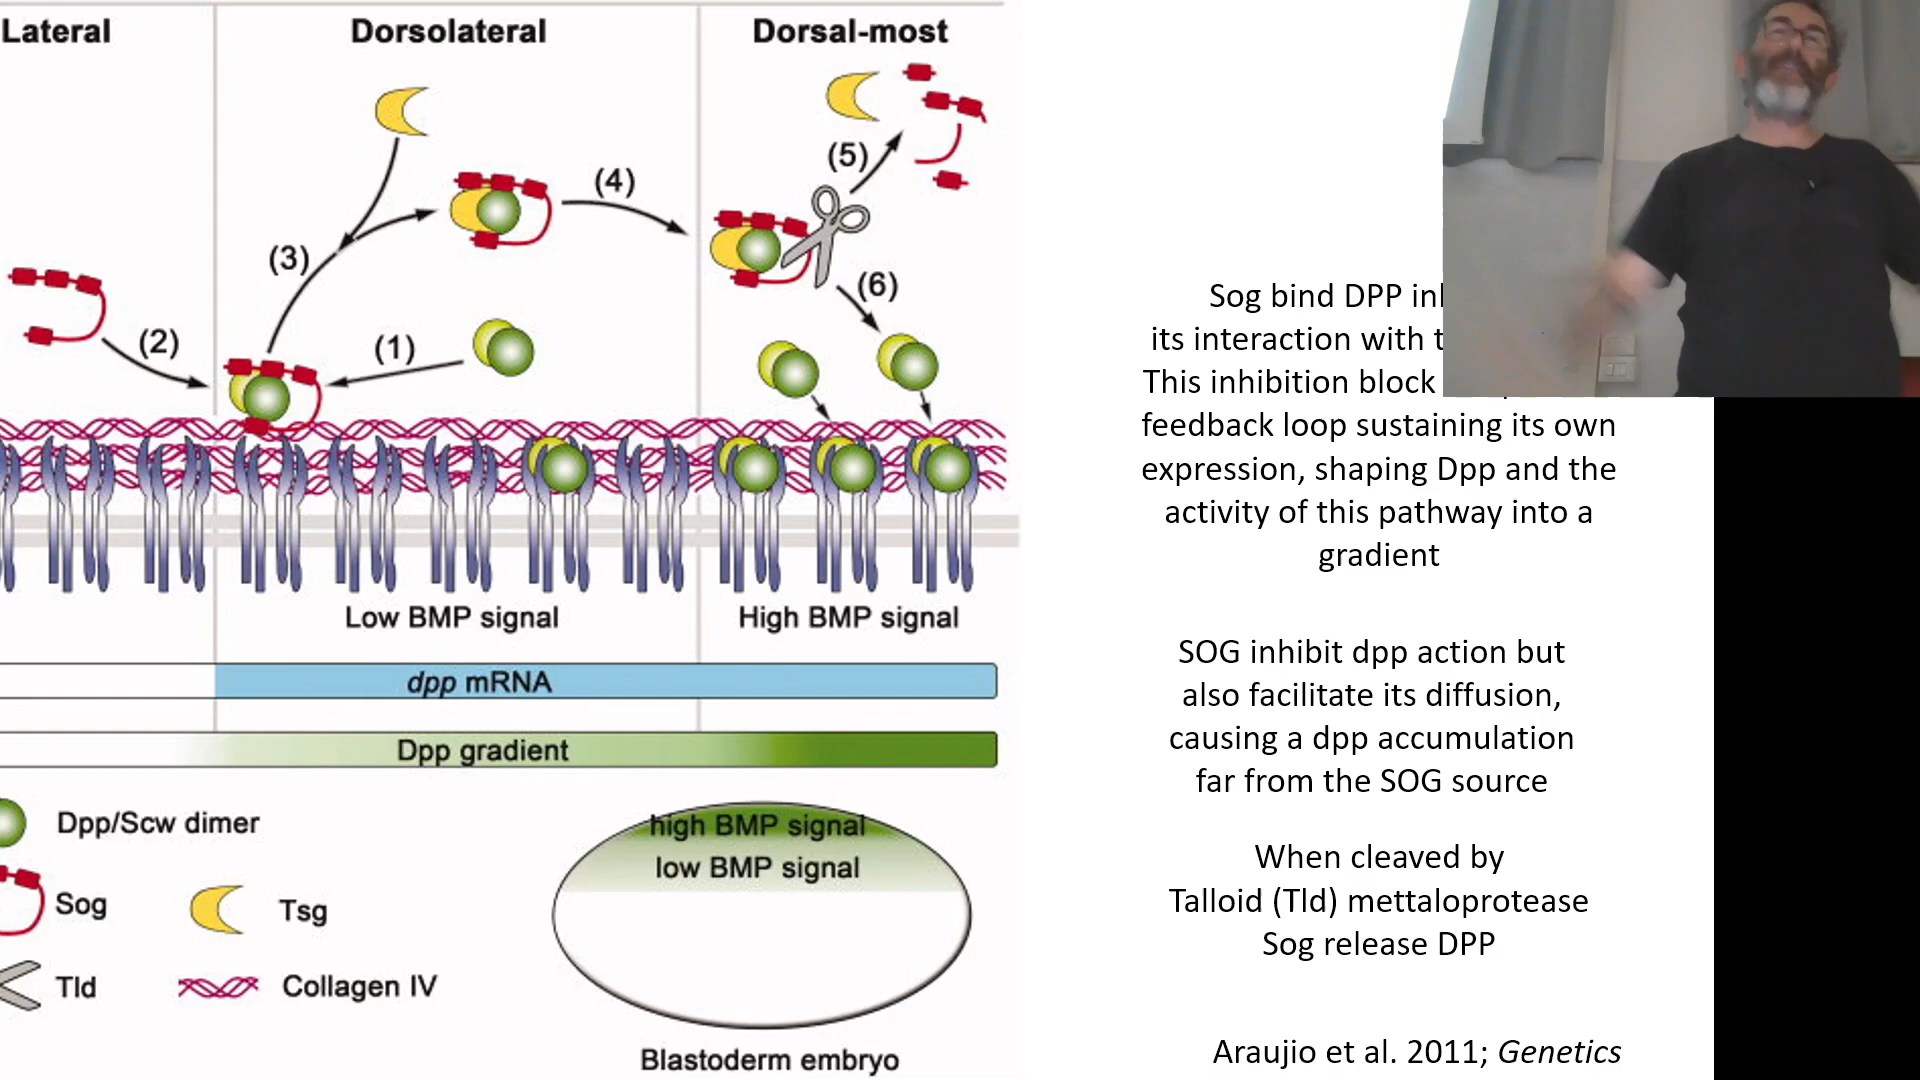 Lateral
Dorsolateral
Dorsal-most
(5)
(4)
(3)
(6)
(2)
(1)
Low BMP signal
High BMP signal
dpp mRNA
Dpp gradient
Dpp/Scw dimer
Sog
Tsg
Tld
Collagen IV
high BMP signal
low BMP signal
Blastoderm embryo
Sog bind DPP
its interaction with
This inhibition block
feedback loop sustaining its own
expression, shaping Dpp and the
activity of this pathway into a
gradient
SOG inhibit dpp action but
also facilitate its diffusion,
causing a dpp accumulation
far from the SOG source
When cleaved by
Talloid (Tld) mettaloprotease
Sog release DPP
Araujio et al. 2011; Genetics